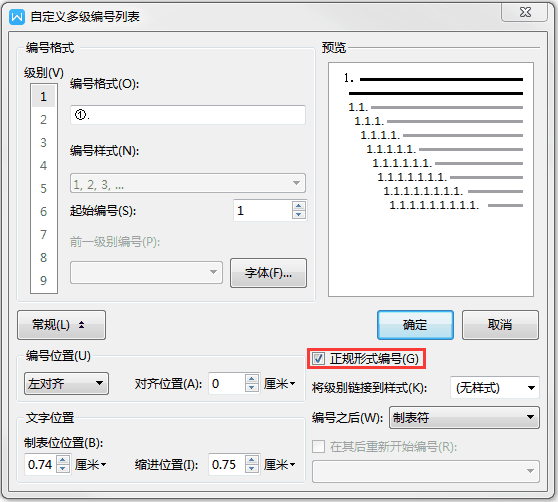 自定义多级编号列表
编号格式
级别(V)
1
2
3
4
5
6
7
8
9
编号格式(O):
①.
编号样式(N):
1, 2, 3, ...
起始编号(S):
1
前一级别编号(P):
字体(F)...
预览
1.
1.1.
1.1.1.
1.1.1.1.
1.1.1.1.1.
1.1.1.1.1.1.
1.1.1.1.1.1.1.
1.1.1.1.1.1.1.1.
1.1.1.1.1.1.1.1.1.
常规(L)
确定
取消
编号位置(U)
左对齐
对齐位置(A):
0
厘米
文字位置
制表位位置(B):
0.74
厘米
缩进位置(I):
0.75
厘米
正规形式编号(G)
将级别链接到样式(K):
(无样式)
编号之后(W):
制表符
在其后重新开始编号(R):